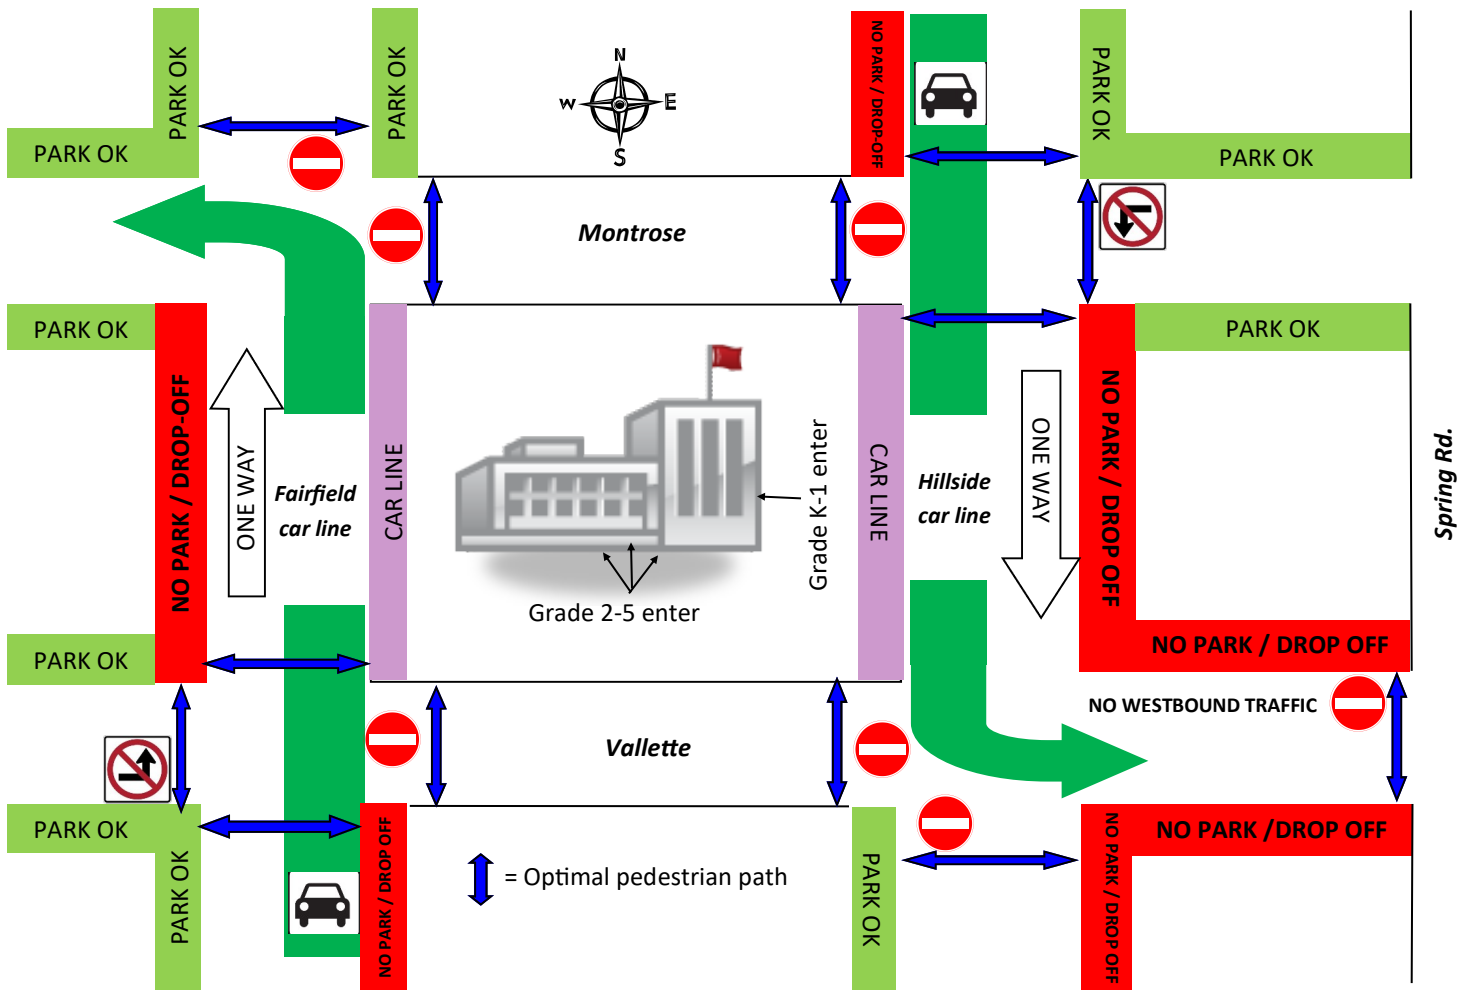 PARK OK
PARK OK
PARK OK
N
W
E
S
NO PARK / DROP-OFF
PARK OK
PARK OK
Montrose
PARK OK
NO PARK / DROP-OFF
ONE WAY
Fairfield
car line
CAR LINE
Grade 2-5 enter
Grade K-1 enter
CAR LINE
Hillside
car line
ONE WAY
PARK OK
NO PARK / DROP OFF
Spring Rd.
PARK OK
NO PARK / DROP OFF
NO WESTBOUND TRAFFIC
Vallette
PARK OK
PARK OK
NO PARK / DROP OFF
= Optimal pedestrian path
PARK OK
NO PARK / DROP OFF
NO PARK /DROP OFF